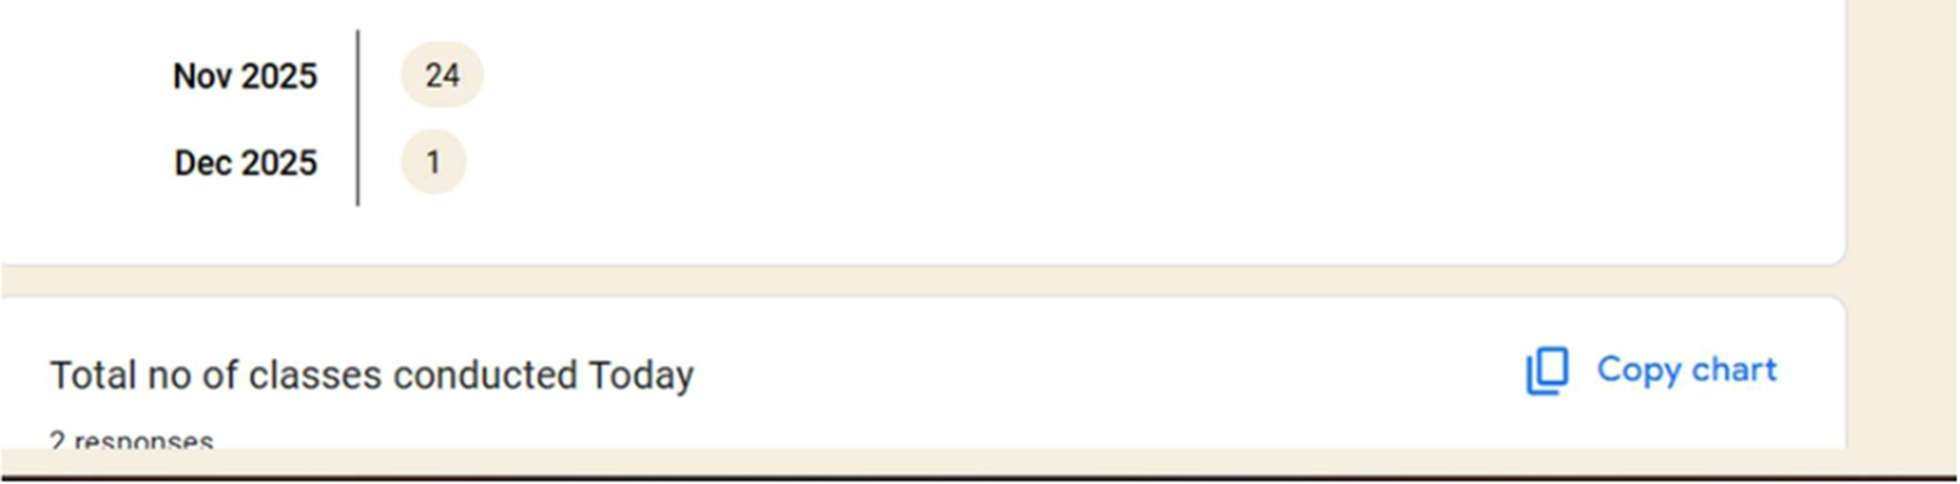 Nov 2025 24
Dec 2025 1
Total no of classes conducted Today
Copy chart
2 responses